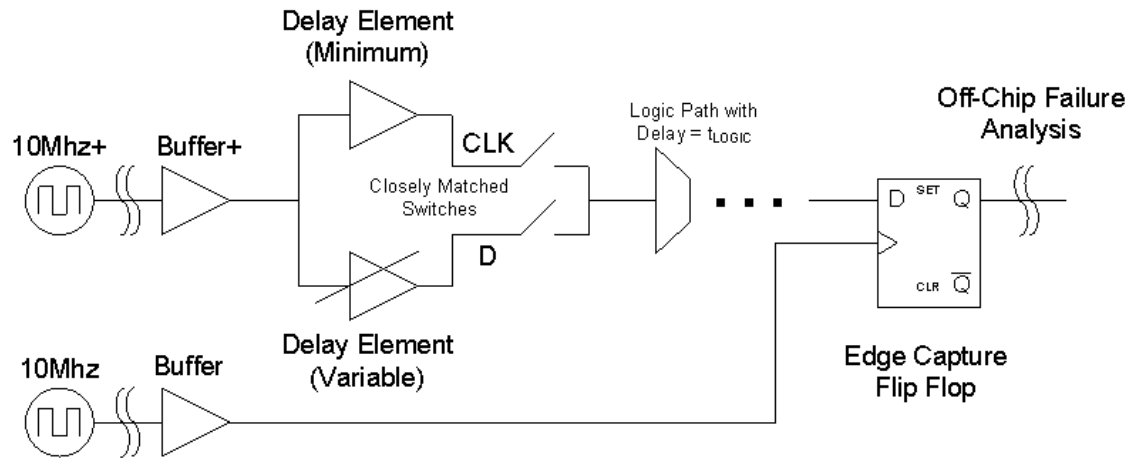 Delay Element
(Minimum)
10Mhz+
Buffer+
CLK
Closely Matched
Switches
D
Delay Element
(Variable)
Logic Path with
Delay = tLOGIC
Off-Chip Failure
Analysis
D
SET
Q
CLR
Q̅
Edge Capture
Flip Flop
10Mhz
Buffer